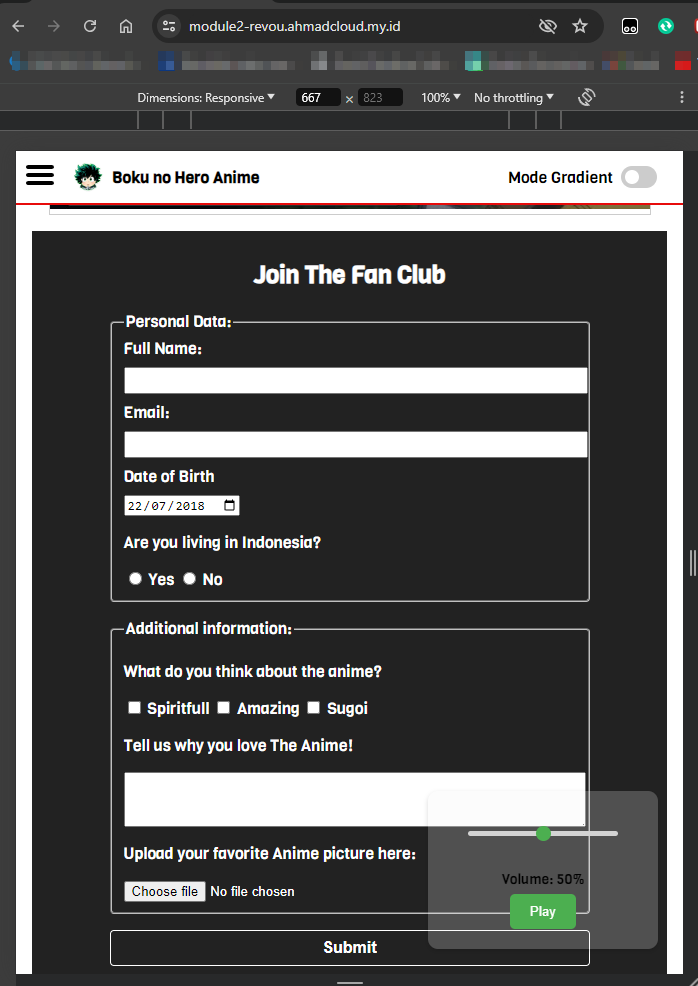 module2-revou.ahmadcloud.my.id
Dimensions: Responsive 667 × 823 100% No throttling
Boku no Hero Anime Mode Gradient
Join The Fan Club
Personal Data:
Full Name:
Email:
Date of Birth
22/07/2018
Are you living in Indonesia?
Yes No
Additional information:
What do you think about the anime?
Spiritfull Amazing Sugoi
Tell us why you love The Anime!
Upload your favorite Anime picture here:
Volume: 50%
Choose file No file chosen
Play
Submit